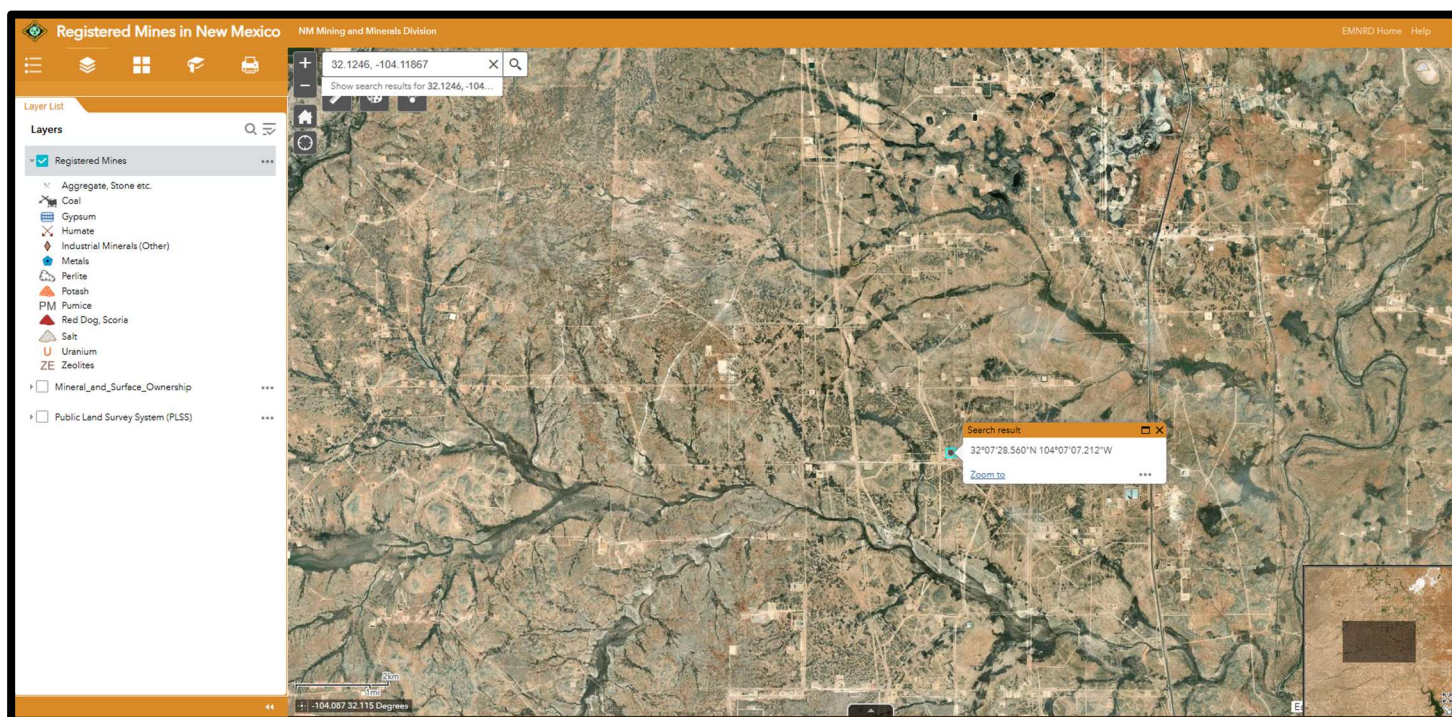 Registered Mines in New Mexico
NM Mining and Minerals Division
EMNRD Home Help
32.1246, -104.11867
Show search results for 32.1246, -104...
Layer List
Layers
Registered Mines
Aggregate, Stone etc.
Coal
Gypsum
Humate
Industrial Minerals (Other)
Metals
Perlite
Potash
PM Pumice
Red Dog, Scoria
Salt
U Uranium
ZE Zeolites
Mineral_and_Surface_Ownership
Public Land Survey System (PLSS)
Search result
32°07'28.560"N 104°07'07.212"W
Zoom to
2km
1mi
-104.087 32.115 Degrees